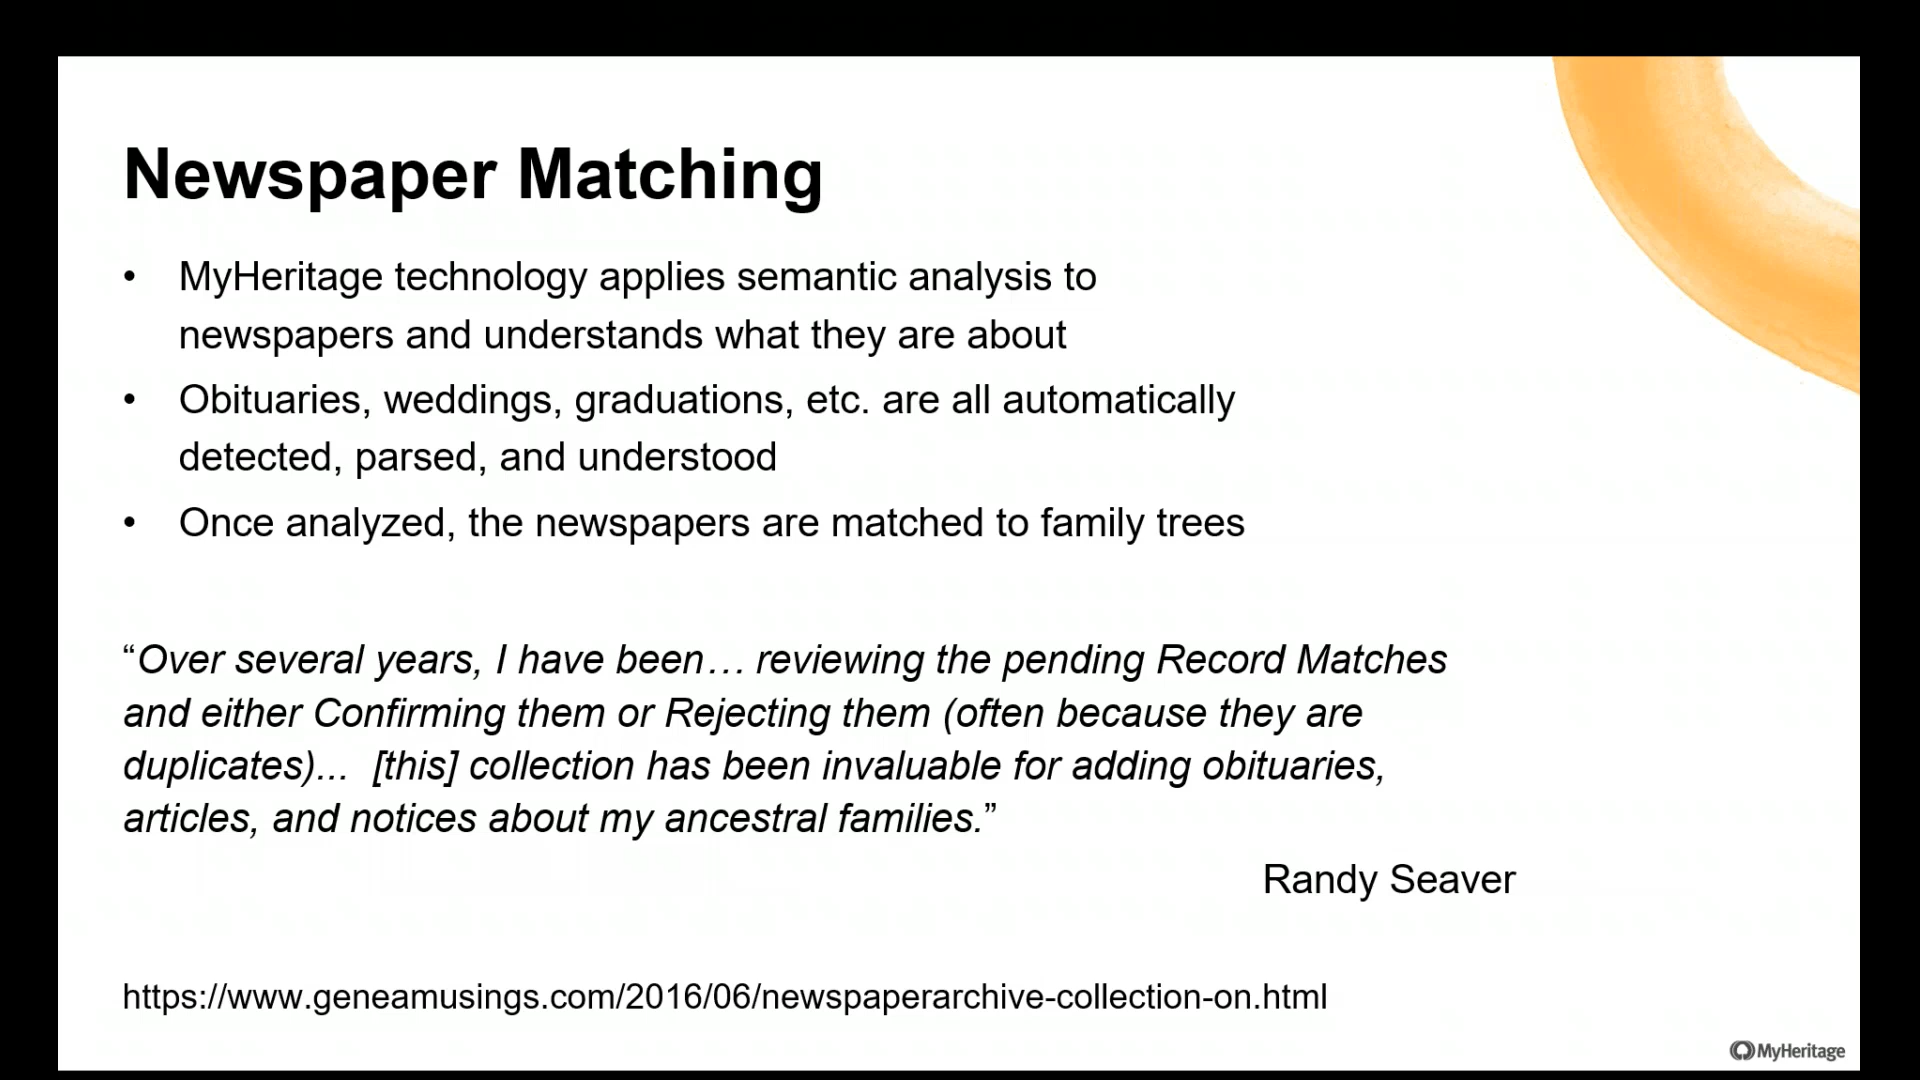 Newspaper Matching
• MyHeritage technology applies semantic analysis to
newspapers and understands what they are about
• Obituaries, weddings, graduations, etc. are all automatically
detected, parsed, and understood
• Once analyzed, the newspapers are matched to family trees
“Over several years, I have been… reviewing the pending Record Matches
and either Confirming them or Rejecting them (often because they are
duplicates)...  [this] collection has been invaluable for adding obituaries,
articles, and notices about my ancestral families.”
Randy Seaver
https://www.geneamusings.com/2016/06/newspaperarchive-collection-on.html
MyHeritage